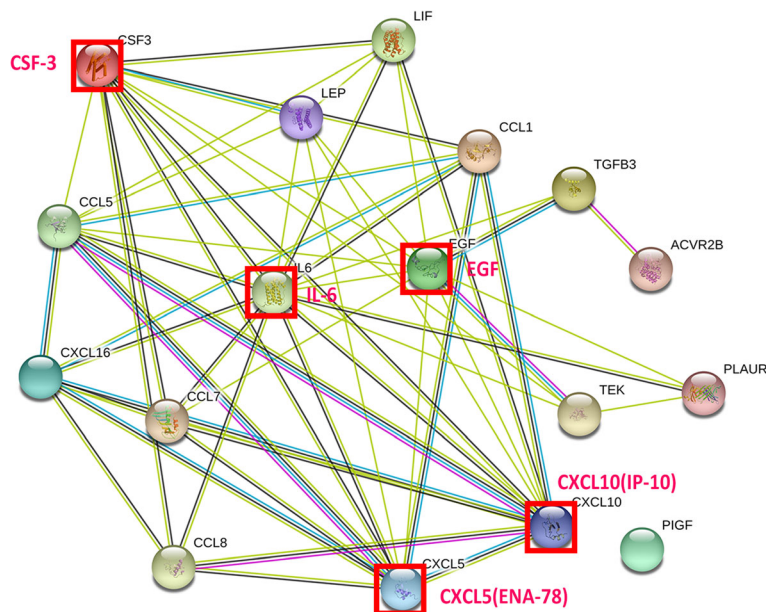 LIF
CSF3
CSF-3
LEP
CCL1
TGFB3
CCL5
EGF
ACVR2B
EGF
IL6
IL-6
CXCL16
PLAUR
TEK
CCL7
CXCL10(IP-10)
CXCL10
PIGF
CCL8
CXCL5
CXCL5(ENA-78)